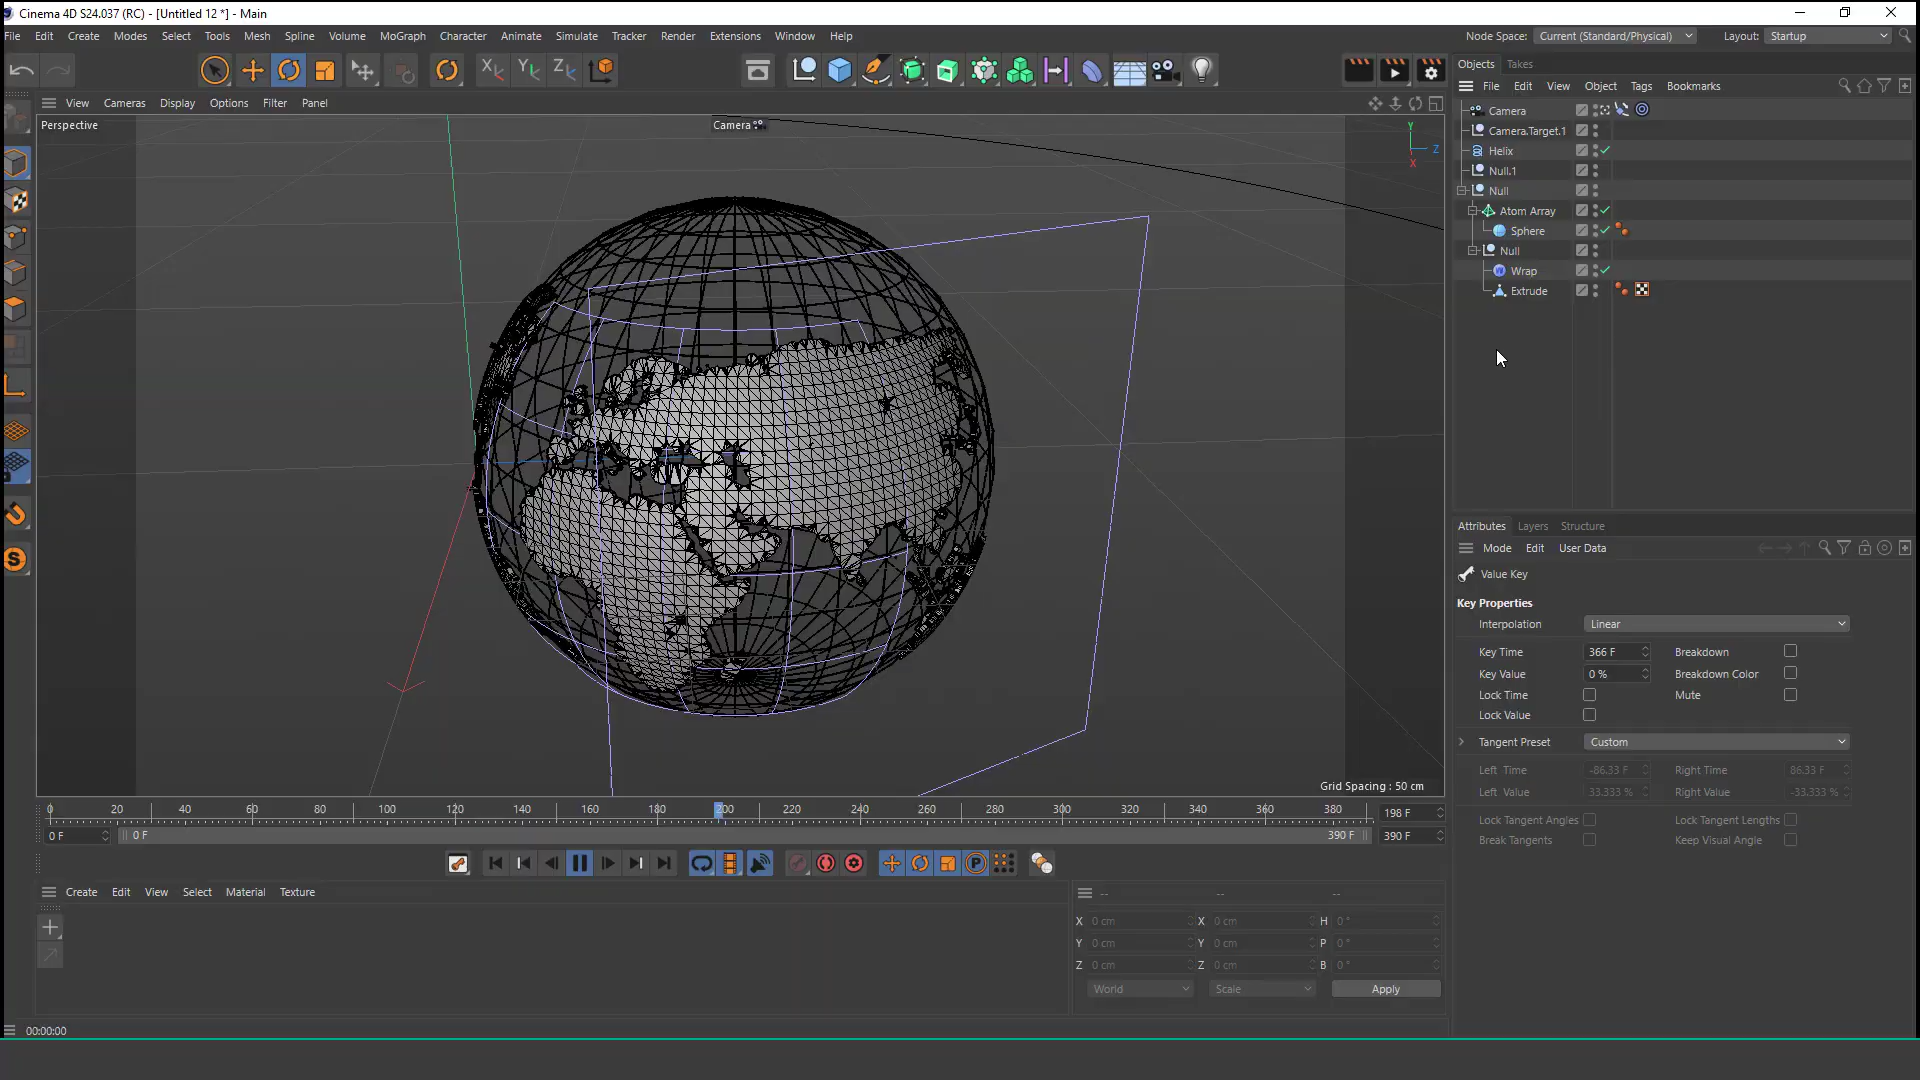 Cinema 4D S24.037 (RC) - [Untitled 12 *] - Main
File Edit Create Modes Select Tools Mesh Spline Volume MoGraph Character Animate Simulate Tracker Render Extensions Window Help
Node Space: Current (Standard/Physical) Layout: Startup
Objects Takes
File Edit View Object Tags Bookmarks
View Cameras Display Options Filter Panel
Perspective
Camera
Y
Z
X
Camera
Camera.Target.1
Helix
Null.1
Null
Atom Array
Sphere
Null
Wrap
Extrude
Grid Spacing : 50 cm
Attributes Layers Structure
Mode Edit User Data
Value Key
Key Properties
Interpolation Linear
Key Time 366 F Breakdown
Key Value 0 % Breakdown Color
Lock Time Mute
Lock Value
Tangent Preset Custom
Left Time -86.33 F Right Time 86.33 F
Left Value 33.333 % Right Value -33.333 %
Lock Tangent Angles Lock Tangent Lengths
Break Tangents Keep Visual Angle
0 20 40 60 80 100 120 140 160 180 200 220 240 260 280 300 320 340 360 380 198 F
0 F 0 F 390 F 390 F
Create Edit View Select Material Texture
-- -- --
X 0 cm X 0 cm H 0 °
Y 0 cm Y 0 cm P 0 °
Z 0 cm Z 0 cm B 0 °
World Scale Apply
00:00:00